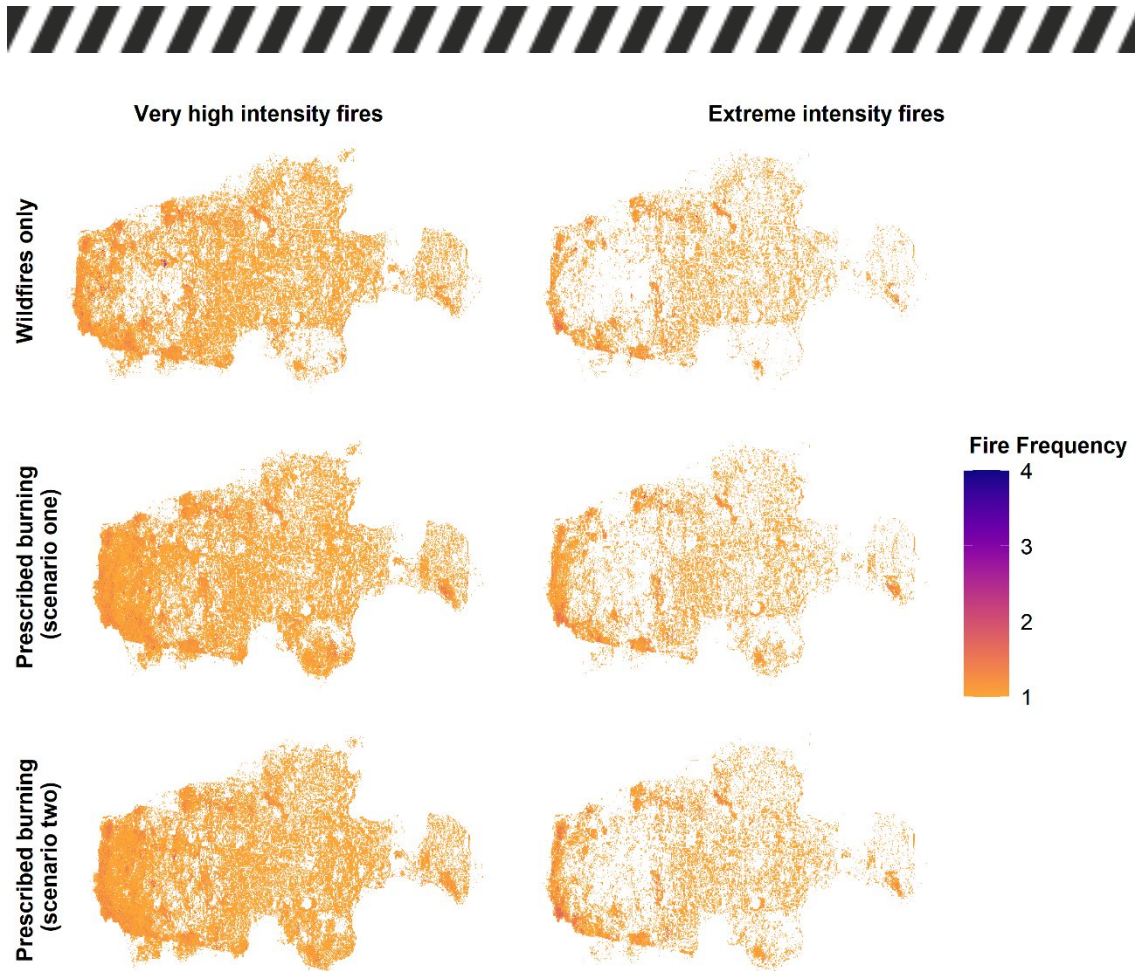 Very high intensity fires
Extreme intensity fires
Wildfires only
Prescribed burning
(scenario one)
Fire Frequency
4
3
2
1
Prescribed burning
(scenario two)